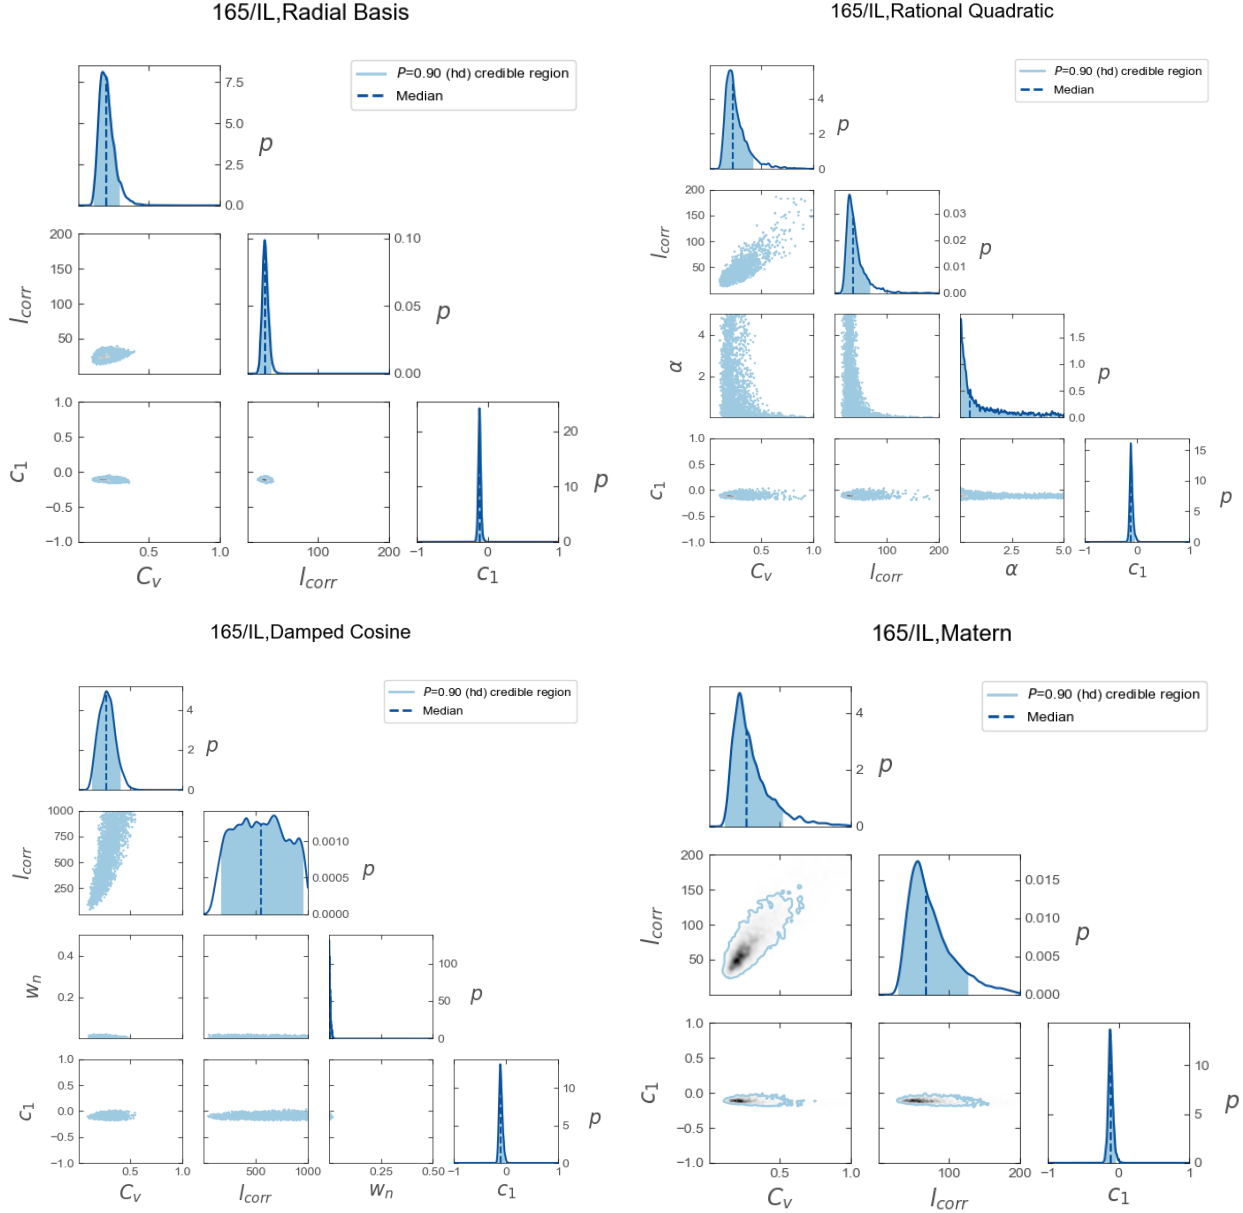 165/IL,Radial Basis
P=0.90 (hd) credible region
Median
7.5
5.0
2.5
0.0
p
200
150
100
50
l_corr
0.10
0.05
0.00
p
1.0
0.5
0.0
−0.5
−1.0
c_1
20
10
0
p
0.5
1.0
100
200
−1
0
1
C_v
l_corr
c_1
165/IL,Rational Quadratic
P=0.90 (hd) credible region
Median
4
2
0
p
200
150
100
50
l_corr
0.03
0.02
0.01
0.00
p
4
2
α
1.5
1.0
0.5
0.0
p
1.0
0.5
0.0
−0.5
−1.0
c_1
15
10
5
0
p
0.5
1.0
100
200
2.5
5.0
−1
0
1
C_v
l_corr
α
c_1
165/IL,Damped Cosine
P=0.90 (hd) credible region
Median
4
2
0
p
1000
750
500
250
l_corr
0.0010
0.0005
0.0000
p
0.4
0.2
w_n
100
50
0
p
1.0
0.5
0.0
−0.5
−1.0
c_1
10
5
0
p
0.5
1.0
500
1000
0.25
0.50
−1
0
1
C_v
l_corr
w_n
c_1
165/IL,Matern
P=0.90 (hd) credible region
Median
4
2
0
p
200
150
100
50
l_corr
0.015
0.010
0.005
0.000
p
1.0
0.5
0.0
−0.5
−1.0
c_1
10
5
0
p
0.5
1.0
100
200
−1
0
1
C_v
l_corr
c_1